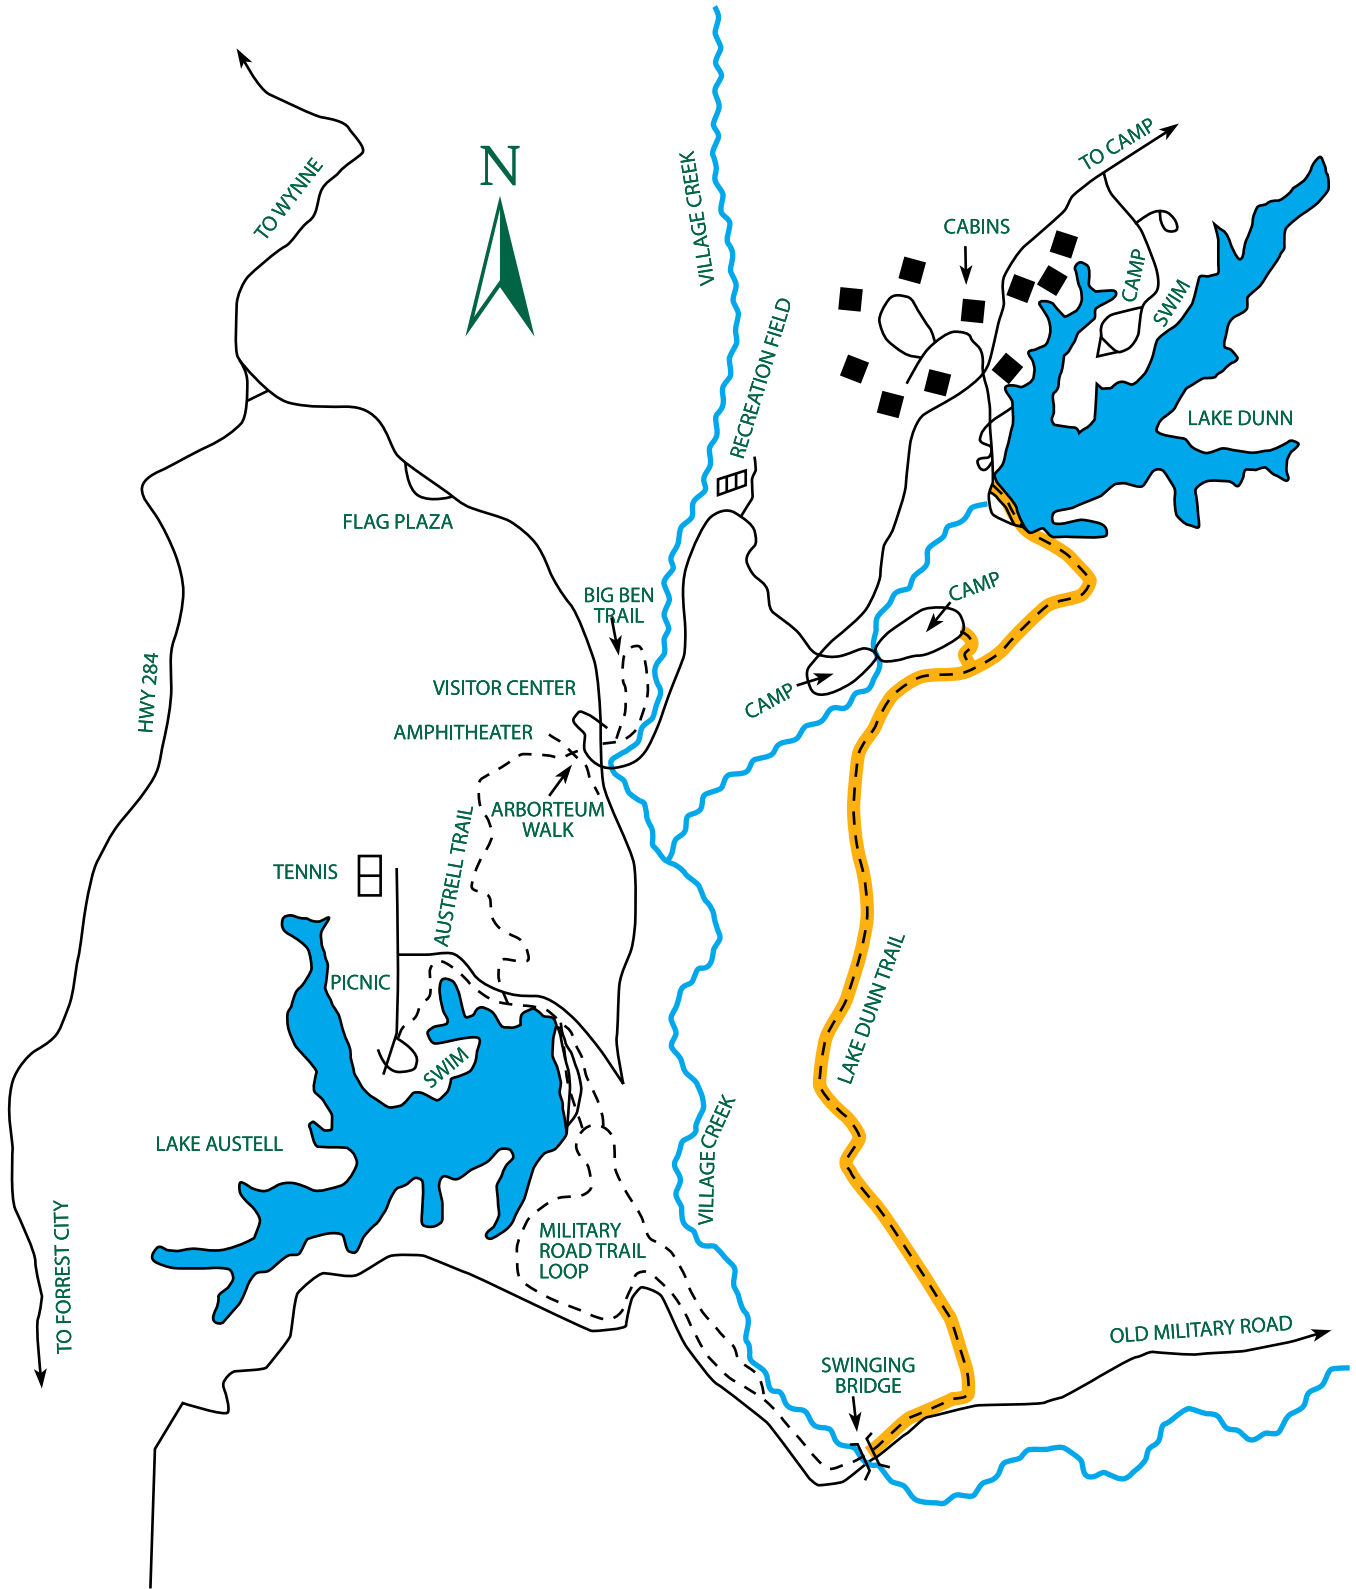 N
TO WYNNE
VILLAGE CREEK
TO CAMP
CABINS
CAMP
SWIM
RECREATION FIELD
LAKE DUNN
FLAG PLAZA
BIG BEN
TRAIL
CAMP
HWY 284
VISITOR CENTER
CAMP
AMPHITHEATER
ARBORTEUM
WALK
AUSTRELL TRAIL
TENNIS
PICNIC
LAKE DUNN TRAIL
SWIM
LAKE AUSTELL
VILLAGE CREEK
MILITARY
ROAD TRAIL
LOOP
TO FORREST CITY
OLD MILITARY ROAD
SWINGING
BRIDGE